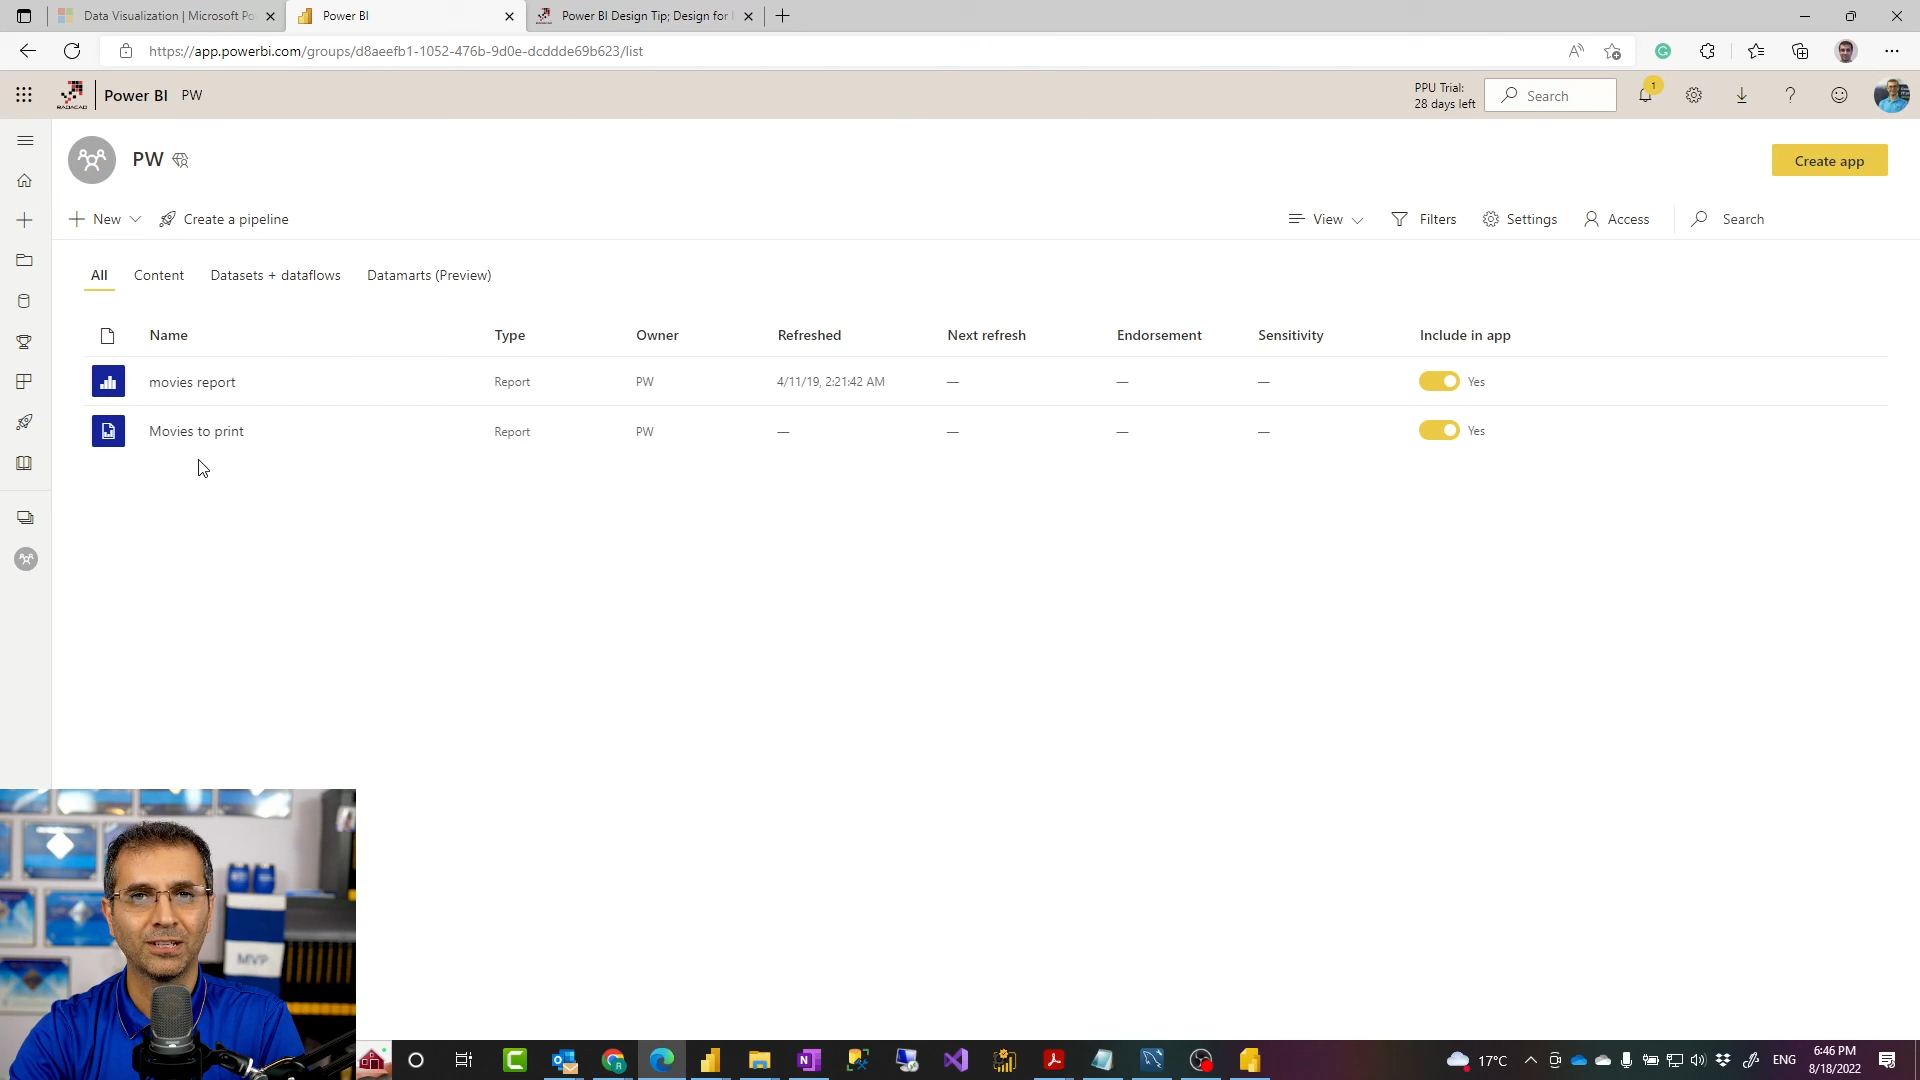 Data Visualization | Microsoft Po
Power BI
Power BI Design Tip; Design for
https://app.powerbi.com/groups/d8aeefb1-1052-476b-9d0e-dcddde69b623/list
RADACAD
Power BI PW
PPU Trial:
28 days left
Search
1
PW
Create app
New
Create a pipeline
View
Filters
Settings
Access
Search
All
Content
Datasets + dataflows
Datamarts (Preview)
Name Type Owner Refreshed Next refresh Endorsement Sensitivity Include in app
movies report Report PW 4/11/19, 2:21:42 AM — — — Yes
Movies to print Report PW — — — — Yes
MVP
17°C
ENG
6:46 PM
8/18/2022